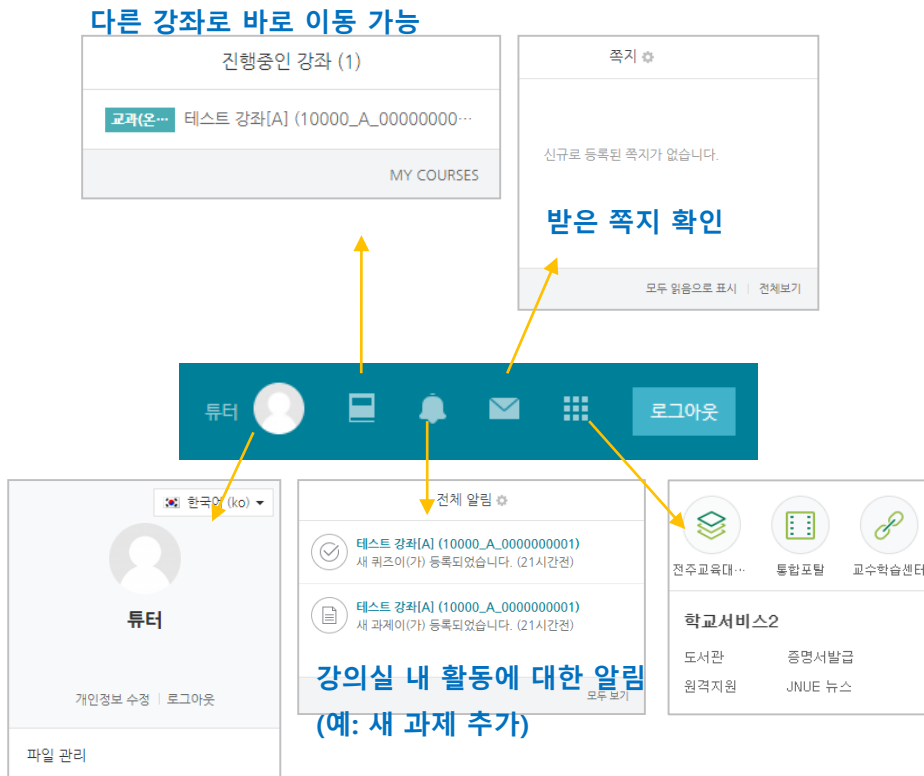 다른 강좌로 바로 이동 가능
진행중인 강좌 (1)
교과(온… 테스트 강좌[A] (10000_A_00000000…
MY COURSES
쪽지
신규로 등록된 쪽지가 없습니다.
받은 쪽지 확인
모두 읽음으로 표시 | 전체보기
튜터
로그아웃
한국어 (ko)
튜터
개인정보 수정 | 로그아웃
파일 관리
전체 알림
테스트 강좌[A] (10000_A_0000000001)
새 퀴즈이(가) 등록되었습니다. (21시간전)
테스트 강좌[A] (10000_A_0000000001)
새 과제이(가) 등록되었습니다. (21시간전)
강의실 내 활동에 대한 알림
모두 보기
(예: 새 과제 추가)
전주교육대… 통합포탈 교수학습센터
학교서비스2
도서관 증명서발급
원격지원 JNUE 뉴스